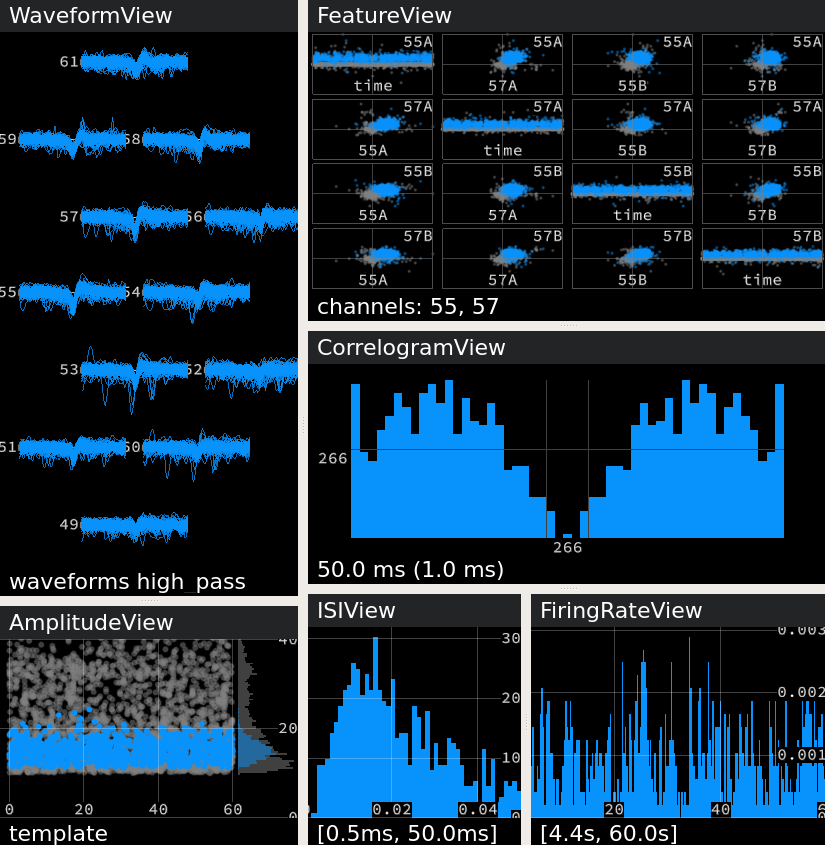 WaveformView
61
59 58
57 56
55 54
53 52
51 50
49
waveforms high_pass
AmplitudeView
40
20
0
0 20 40 60
template
FeatureView
55A 55A 55A 55A
time 57A 55B 57B
57A 57A 57A 57A
55A time 55B 57B
55B 55B 55B 55B
55A 57A time 57B
57B 57B 57B 57B
55A 57A 55B time
channels: 55, 57
CorrelogramView
266
266
50.0 ms (1.0 ms)
ISIView
30
20
10
0.02 0.04
[0.5ms, 50.0ms]
FiringRateView
0.003
0.002
0.001
20 40
[4.4s, 60.0s]